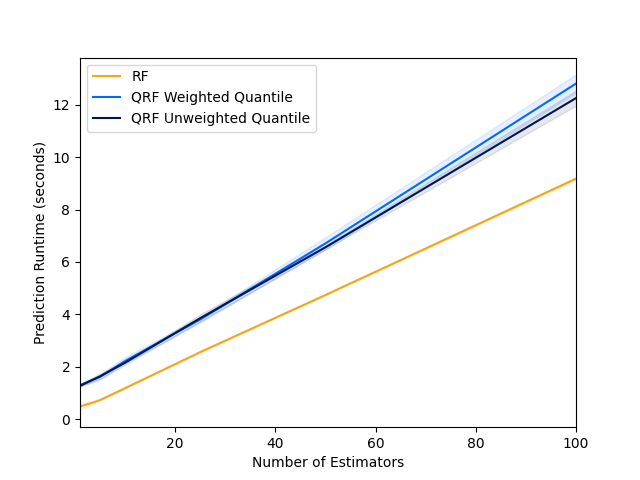 RF
QRF Weighted Quantile
QRF Unweighted Quantile
Prediction Runtime (seconds)
12
10
8
6
4
2
0
20 40 60 80 100
Number of Estimators